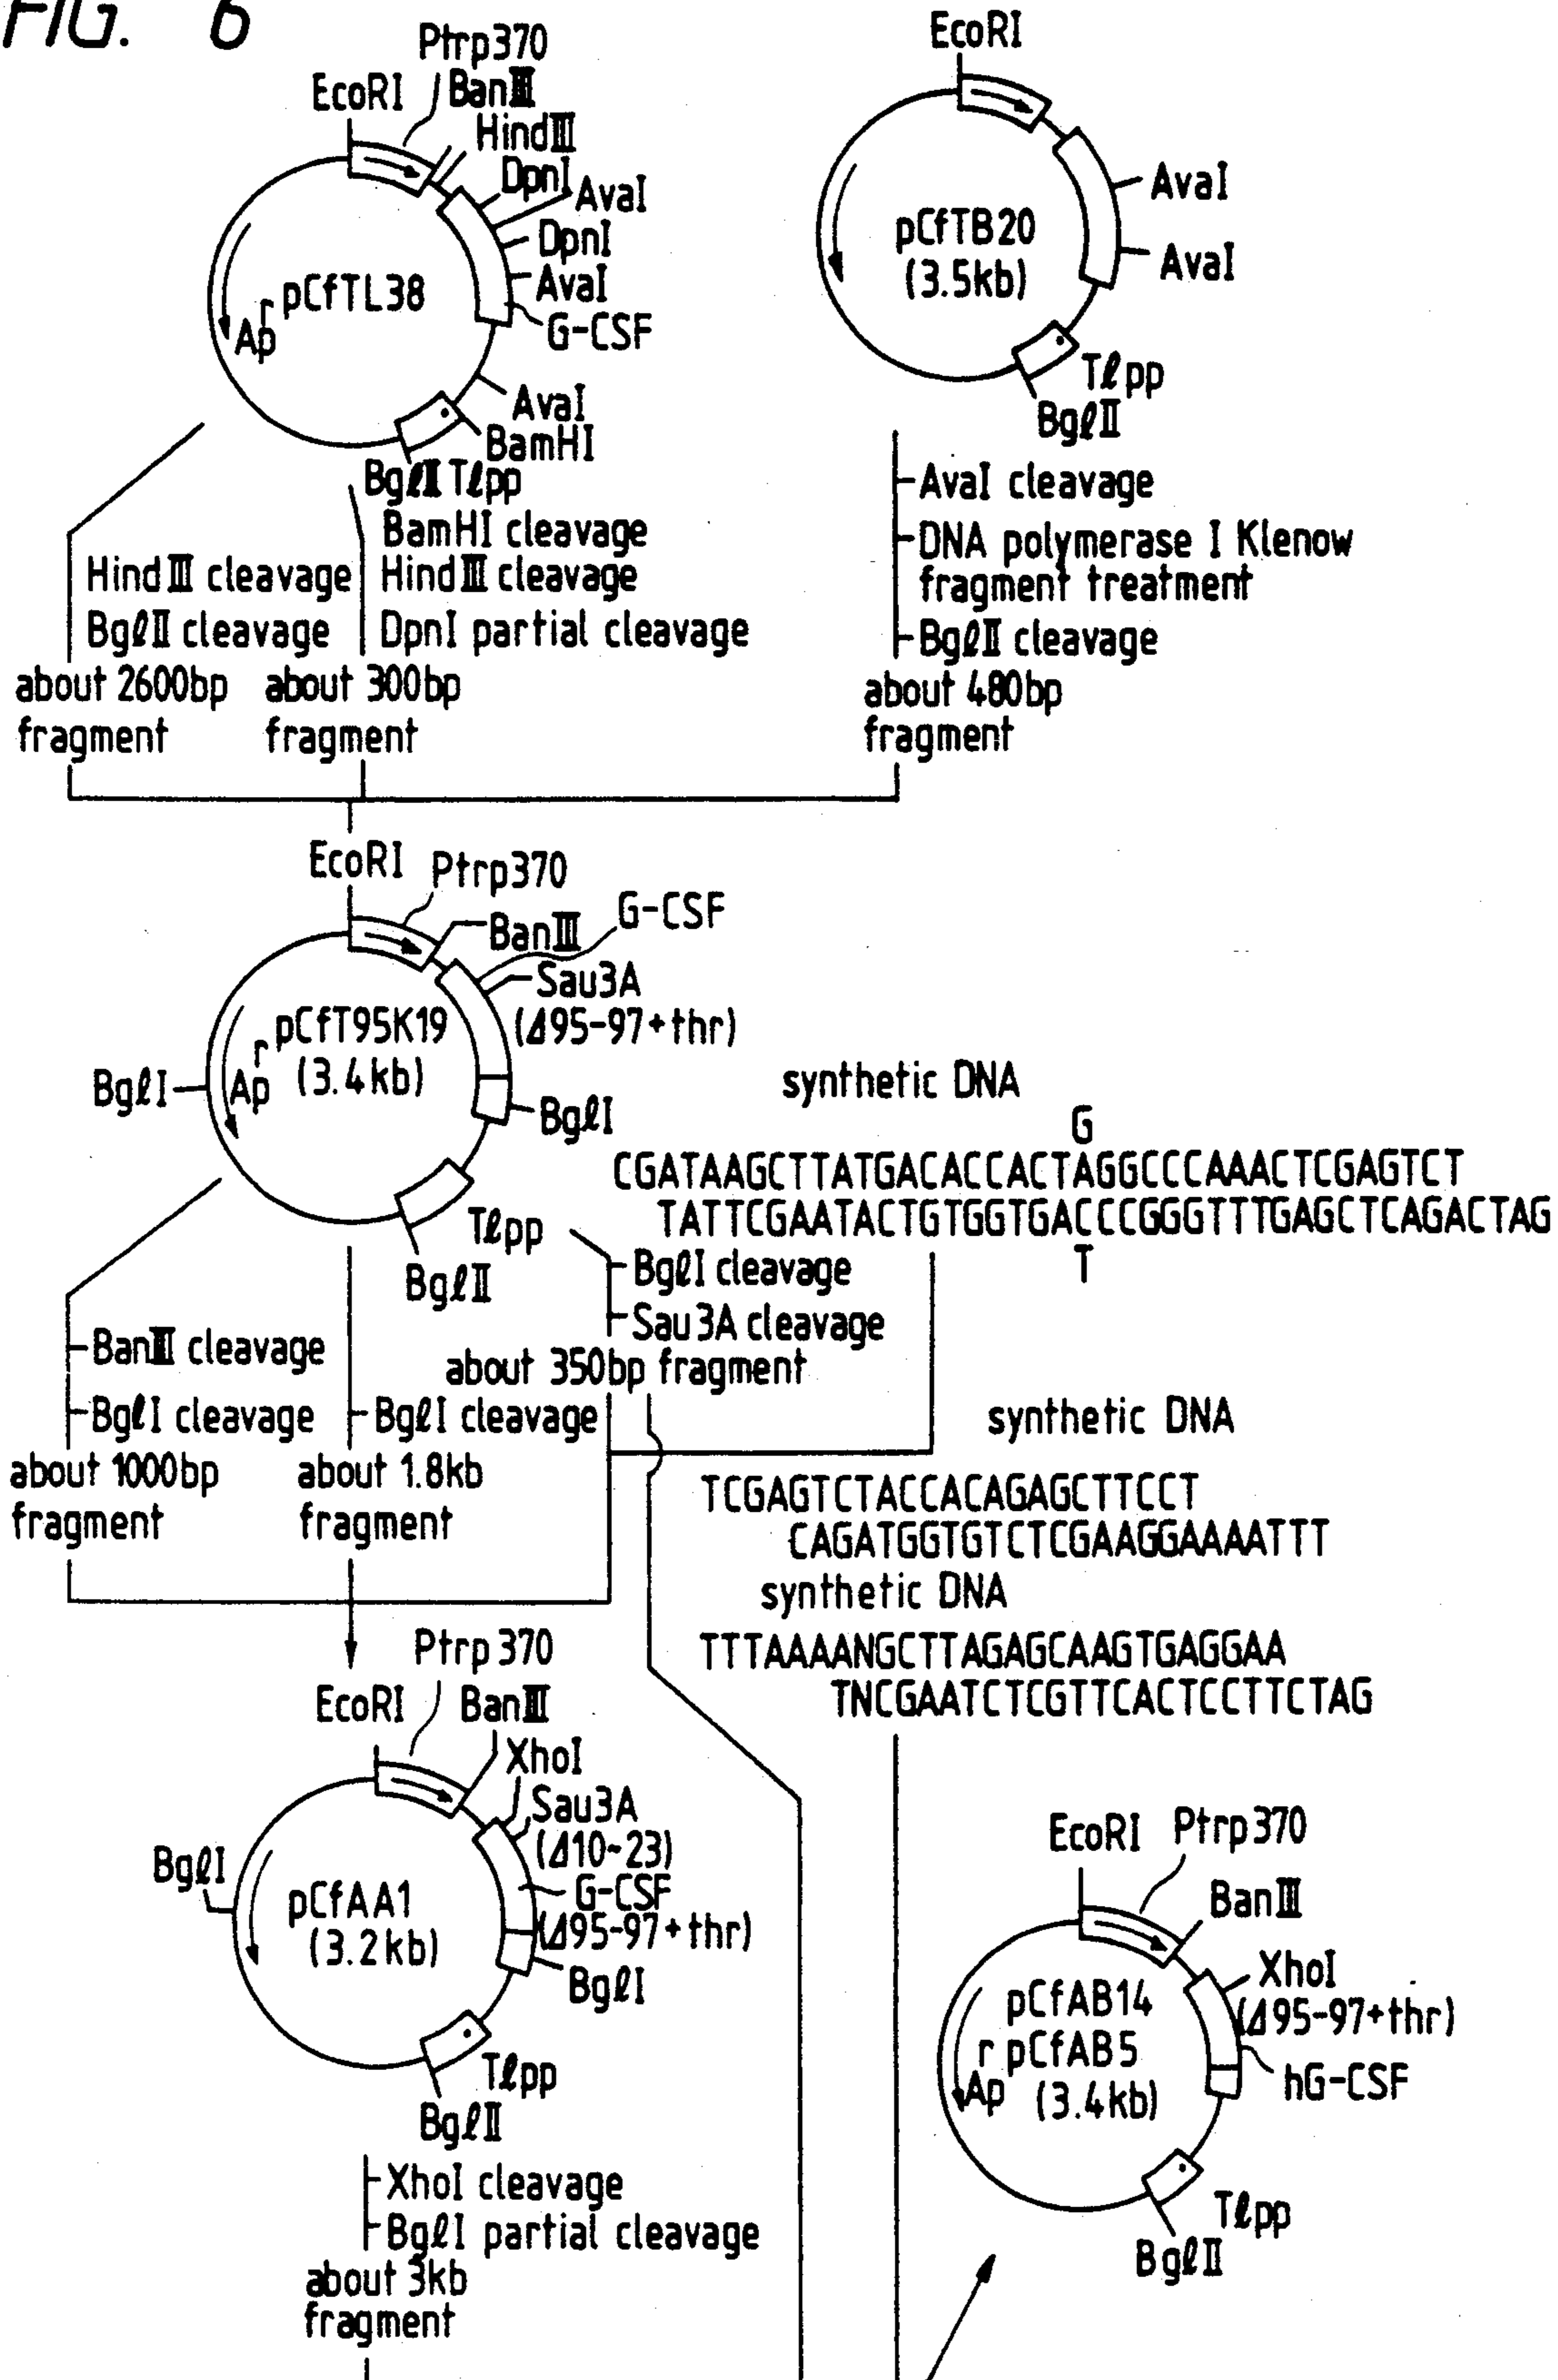 FIG. 6
Ptrp370
EcoRI
BanIII
HindIII
DpnI
AvaI
DpnI
AvaI
G-CSF
pCfTL38
Ap r
AvaI
BamHI
BglII Tlpp
EcoRI
AvaI
AvaI
pCfTB20
(3.5kb)
Tlpp
BglII
HindIII cleavage
BglII cleavage
about 2600bp
fragment
BamHI cleavage
HindIII cleavage
DpnI partial cleavage
about 300bp
fragment
AvaI cleavage
DNA polymerase I Klenow
fragment treatment
BglII cleavage
about 480bp
fragment
EcoRI
Ptrp370
BanIII
G-CSF
Sau3A
(Δ95-97+thr)
pCfT95K19
(3.4kb)
Ap r
BglI
BglI
Tlpp
BglII
synthetic DNA
G
CGATAAGCTTATGACACCACTAGGCCCAAACTCGAGTCT
TATTCGAATACTGTGGTGACCCGGGTTTGAGCTCAGACTAG
T
BanIII cleavage
BglI cleavage
about 1000bp
fragment
BglI cleavage
about 1.8kb
fragment
BglI cleavage
Sau3A cleavage
about 350bp fragment
synthetic DNA
TCGAGTCTACCACAGAGCTTCCT
CAGATGGTGTCTCGAAGGAAAATTT
synthetic DNA
TTTAAAANGCTTAGAGCAAGTGAGGAA
TNCGAATCTCGTTCACTCCTTCTAG
Ptrp370
EcoRI
BanIII
XhoI
Sau3A
(Δ10~23)
G-CSF
(Δ95-97+thr)
BglI
BglI
pCfAA1
(3.2kb)
Tlpp
BglII
XhoI cleavage
BglI partial cleavage
about 3kb
fragment
EcoRI
Ptrp370
BanIII
XhoI
(Δ95-97+thr)
hG-CSF
pCfAB14
r pCfAB5
Ap (3.4kb)
Tlpp
BglII